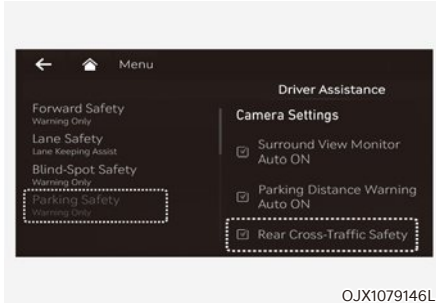 Menu
Driver Assistance
Forward Safety
Warning Only
Lane Safety
Lane Keeping Assist
Blind-Spot Safety
Warning Only
Parking Safety
Warning Only
Camera Settings
Surround View Monitor
Auto ON
Parking Distance Warning
Auto ON
Rear Cross-Traffic Safety
OJX1079146L